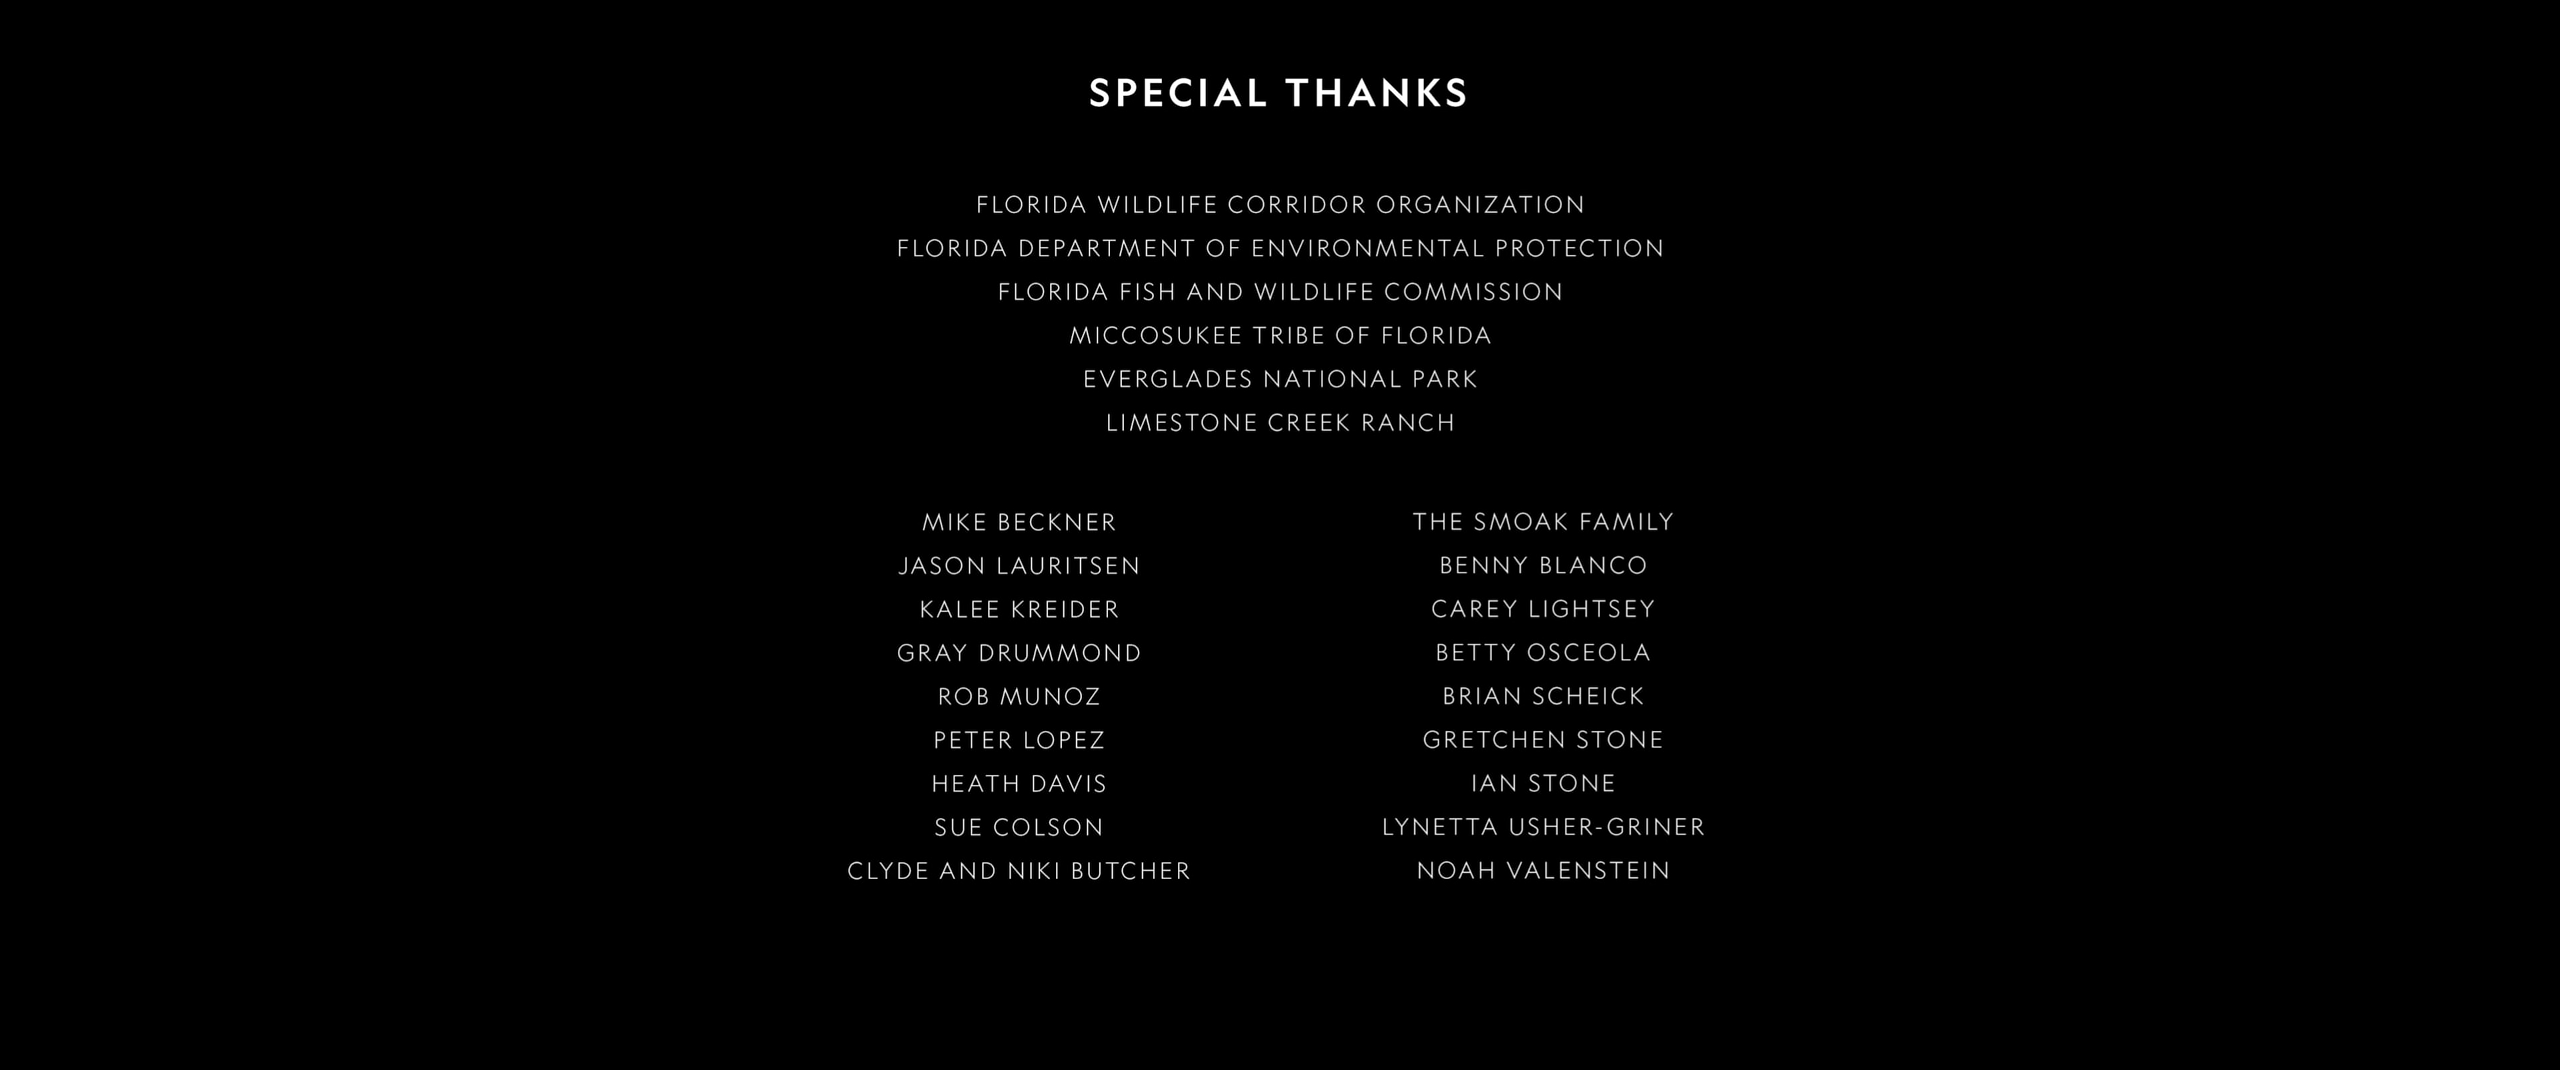 SPECIAL THANKS
FLORIDA WILDLIFE CORRIDOR ORGANIZATION
FLORIDA DEPARTMENT OF ENVIRONMENTAL PROTECTION
FLORIDA FISH AND WILDLIFE COMMISSION
MICCOSUKEE TRIBE OF FLORIDA
EVERGLADES NATIONAL PARK
LIMESTONE CREEK RANCH
MIKE BECKNER
JASON LAURITSEN
KALEE KREIDER
GRAY DRUMMOND
ROB MUNOZ
PETER LOPEZ
HEATH DAVIS
SUE COLSON
CLYDE AND NIKI BUTCHER
THE SMOAK FAMILY
BENNY BLANCO
CAREY LIGHTSEY
BETTY OSCEOLA
BRIAN SCHEICK
GRETCHEN STONE
IAN STONE
LYNETTA USHER-GRINER
NOAH VALENSTEIN